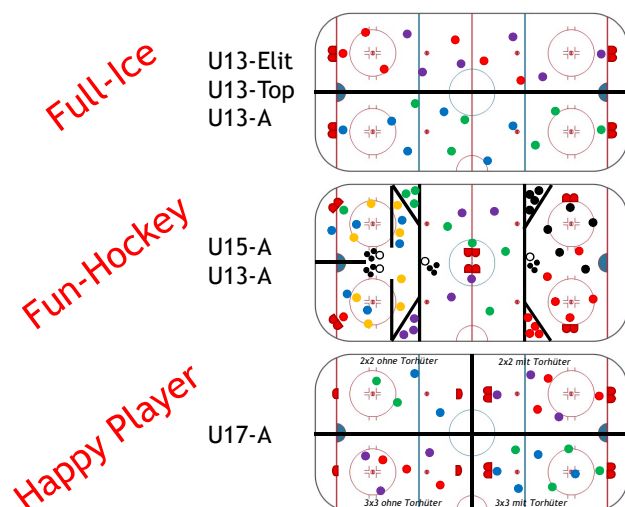 Full-Ice
U13-Elit
U13-Top
U13-A
Fun-Hockey
U15-A
U13-A
Happy Player
U17-A
2x2 ohne Torhüter
2x2 mit Torhüter
3x3 ohne Torhüter
3x3 mit Torhüter